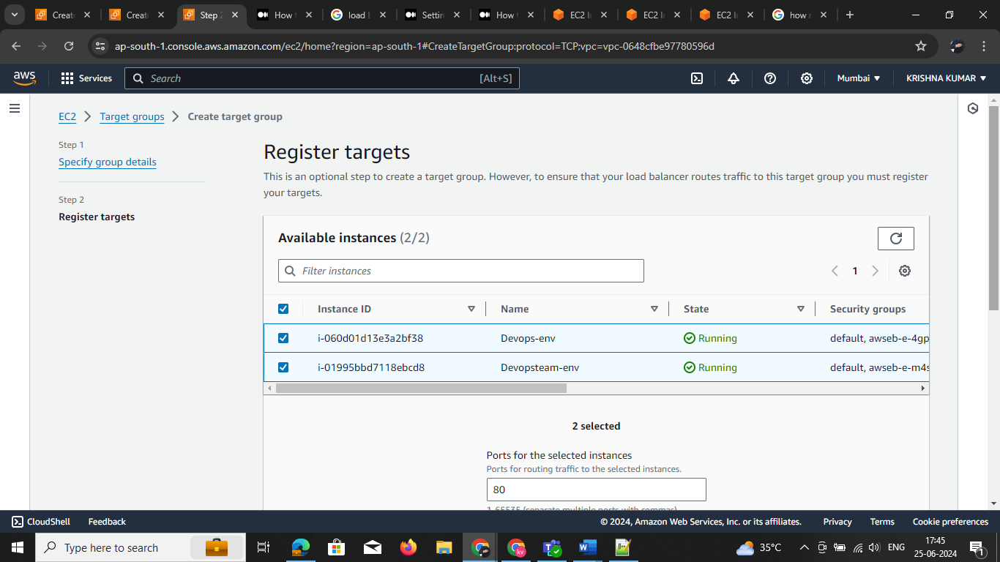 Create
Create
Step 2
How t
load b
Settin
How t
EC2 In
EC2 In
EC2 In
how r
ap-south-1.console.aws.amazon.com/ec2/home?region=ap-south-1#CreateTargetGroup:protocol=TCP;vpc=vpc-0648cfbe97780596d
aws
Services
Search
[Alt+S]
Mumbai
KRISHNA KUMAR
EC2
Target groups
Create target group
Step 1
Specify group details
Step 2
Register targets
Register targets
This is an optional step to create a target group. However, to ensure that your load balancer routes traffic to this target group you must register
your targets.
Available instances (2/2)
Filter instances
1
Instance ID
Name
State
Security groups
i-060d01d13e3a2bf38
Devops-env
Running
default, awseb-e-4gp
i-01995bbd7118ebcd8
Devopsteam-env
Running
default, awseb-e-m4s
2 selected
Ports for the selected instances
Ports for routing traffic to the selected instances.
80
1-65535 (separate multiple ports with commas)
CloudShell
Feedback
© 2024, Amazon Web Services, Inc. or its affiliates.
Privacy
Terms
Cookie preferences
Type here to search
kv
35°C
ENG
17:45
25-06-2024
1